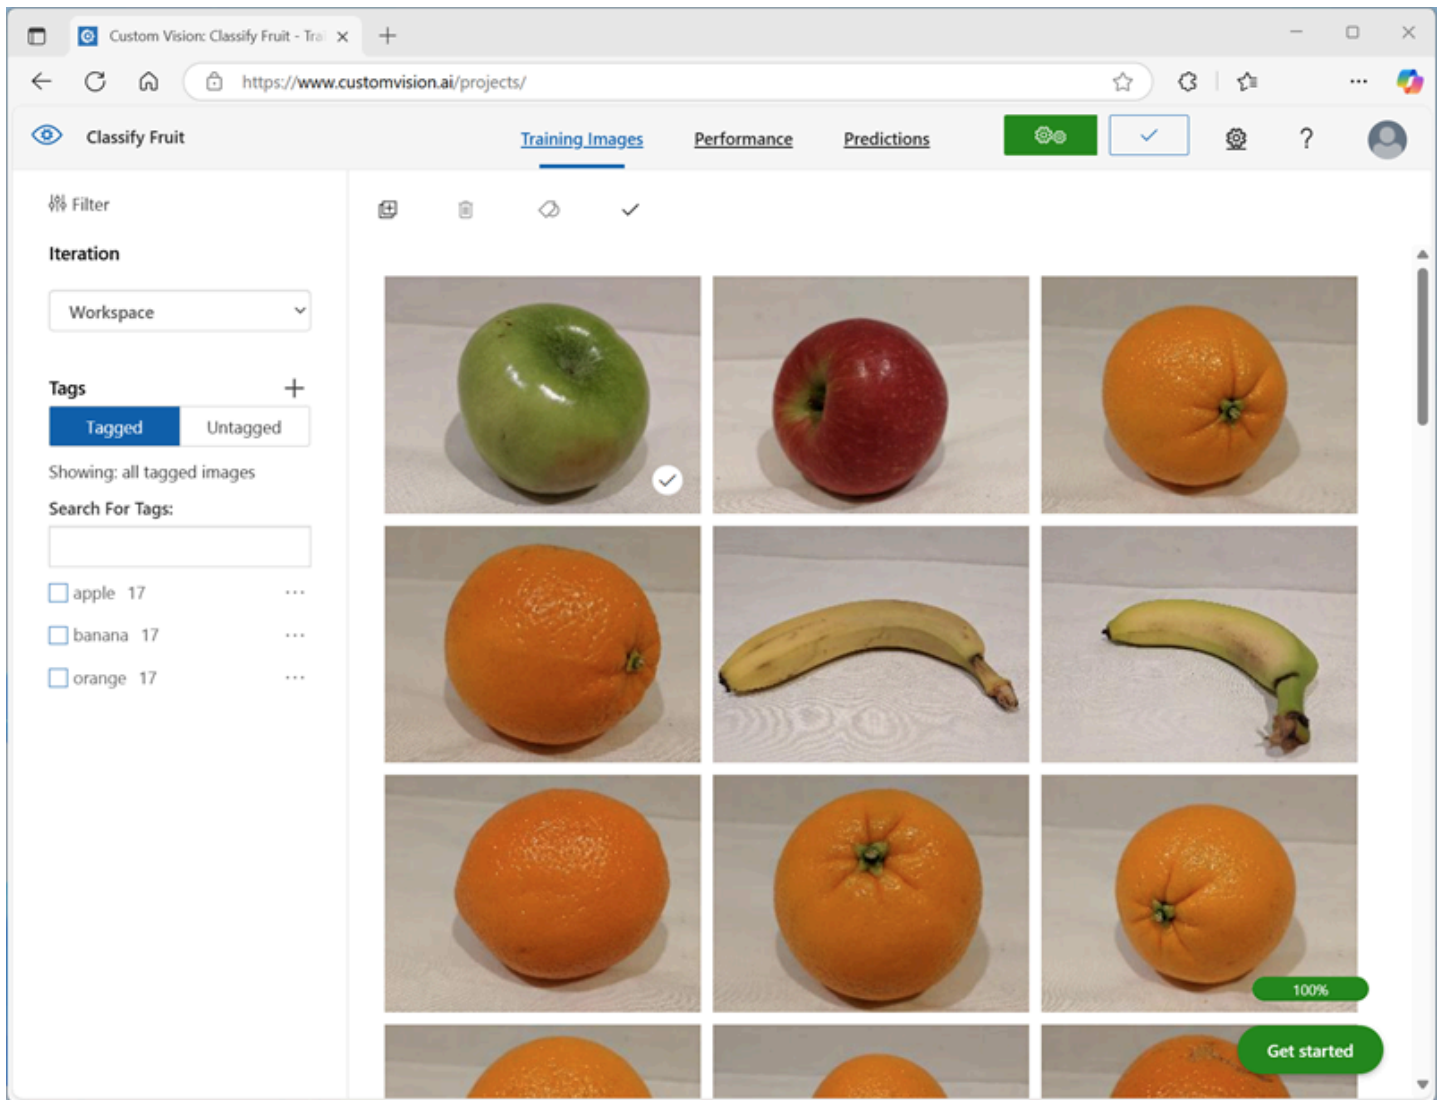 Custom Vision: Classify Fruit - Trai
https://www.customvision.ai/projects/
Classify Fruit
Training Images
Performance
Predictions
?
Filter
Iteration
Workspace
Tags
Tagged
Untagged
Showing: all tagged images
Search For Tags:
apple 17
banana 17
orange 17
100%
Get started